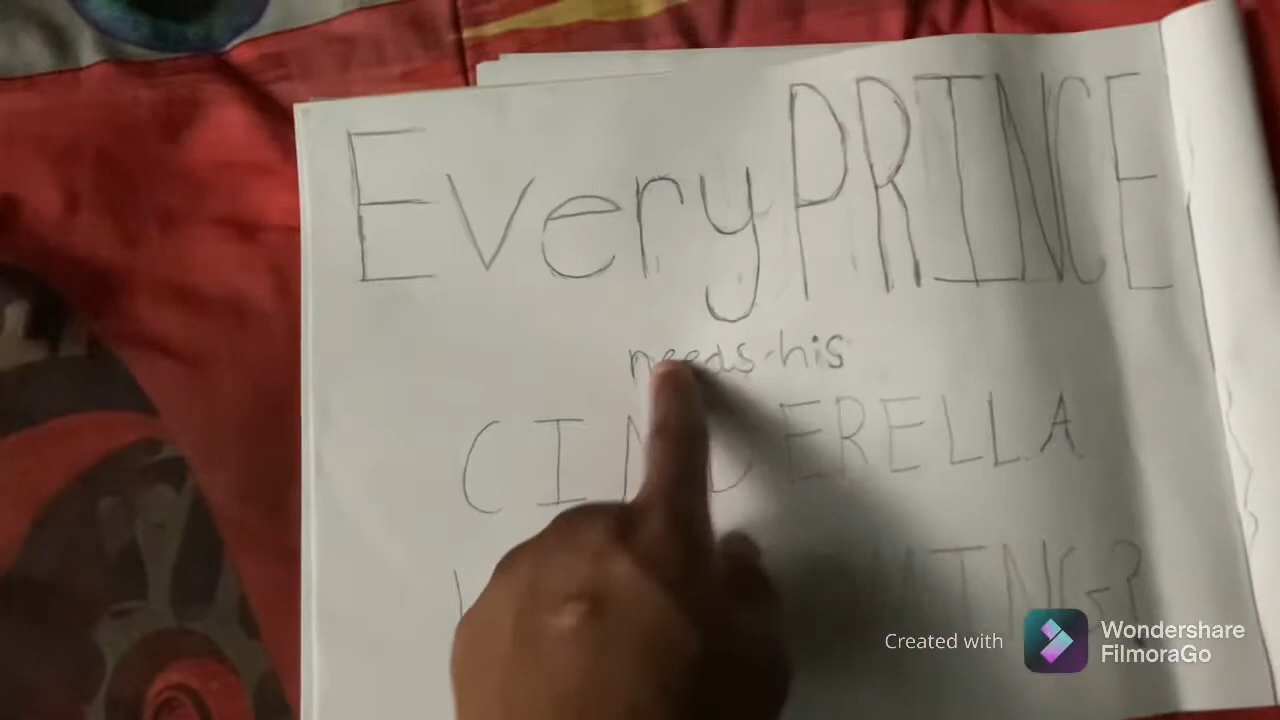 Every PRINCE
needs his
CINDERELLA
Created with
Wondershare
FilmoraGo